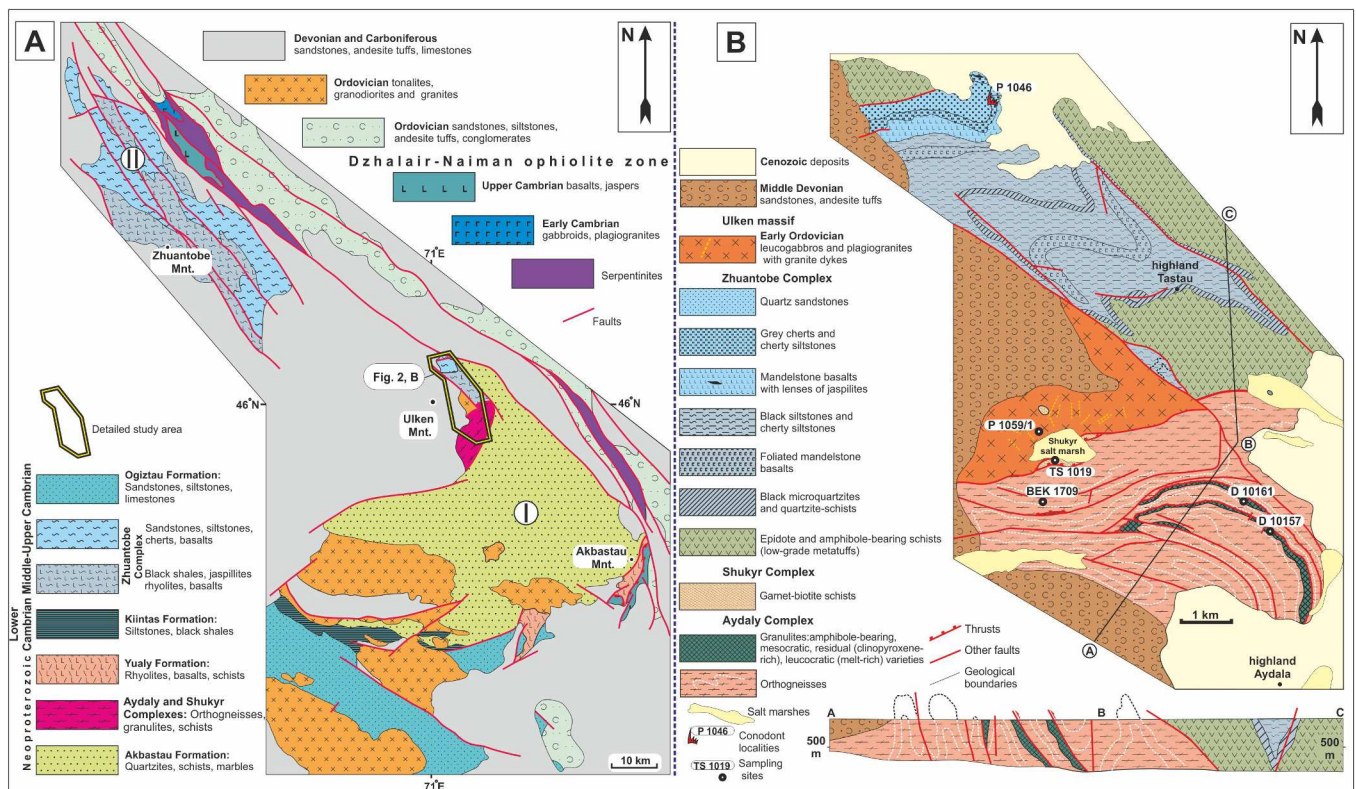 A
Devonian and Carboniferous
sandstones, andesite tuffs, limestones
Ordovician tonalites,
granodiorites and granites
Ordovician sandstones, siltstones,
andesite tuffs, conglomerates
Dzhalair-Naiman ophiolite zone
Upper Cambrian basalts, jaspers
Early Cambrian
gabbroids, plagiogranites
Serpentinites
Faults
N
II
Zhuantobe
Mnt.
71°E
Fig. 2, B
46°N
Ulken
Mnt.
46°N
I
Akbastau
Mnt.
10 km
71°E
Detailed study area
Ogiztau Formation:
Sandstones, siltstones,
limestones
Sandstones, siltstones,
cherts, basalts
Black shales, jaspillites
rhyolites, basalts
Zhuantobe
Complex
Middle-Upper Cambrian
Kiintas Formation:
Siltstones, black shales
Lower
Cambrian
Yualy Formation:
Rhyolites, basalts, schists
Aydaly and Shukyr
Complexes: Orthogneisses,
granulites, schists
Akbastau Formation:
Quartzites, schists, marbles
Neoproterozoic
B
N
Cenozoic deposits
Middle Devonian
sandstones, andesite tuffs
Ulken massif
Early Ordovician
leucogabbros and plagiogranites
with granite dykes
Zhuantobe Complex
Quartz sandstones
Grey cherts and
cherty siltstones
Mandelstone basalts
with lenses of jaspilites
Black siltstones and
cherty siltstones
Foliated mandelstone
basalts
Black microquartzites
and quartzite-schists
Epidote and amphibole-bearing schists
(low-grade metatuffs)
Shukyr Complex
Garnet-biotite schists
Aydaly Complex
Granulites:amphibole-bearing,
mesocratic, residual (clinopyroxene-
rich), leucocratic (melt-rich) varieties
Orthogneisses
Salt marshes
P 1046
Conodont
localities
TS 1019
Sampling
sites
Thrusts
Other faults
Geological
boundaries
P 1046
C
highland
Tastau
P 1059/1
Shukyr
salt marsh
TS 1019
BEK 1709
B
D 10161
D 10157
1 km
A
highland
Aydala
A
B
C
500
m
500
m